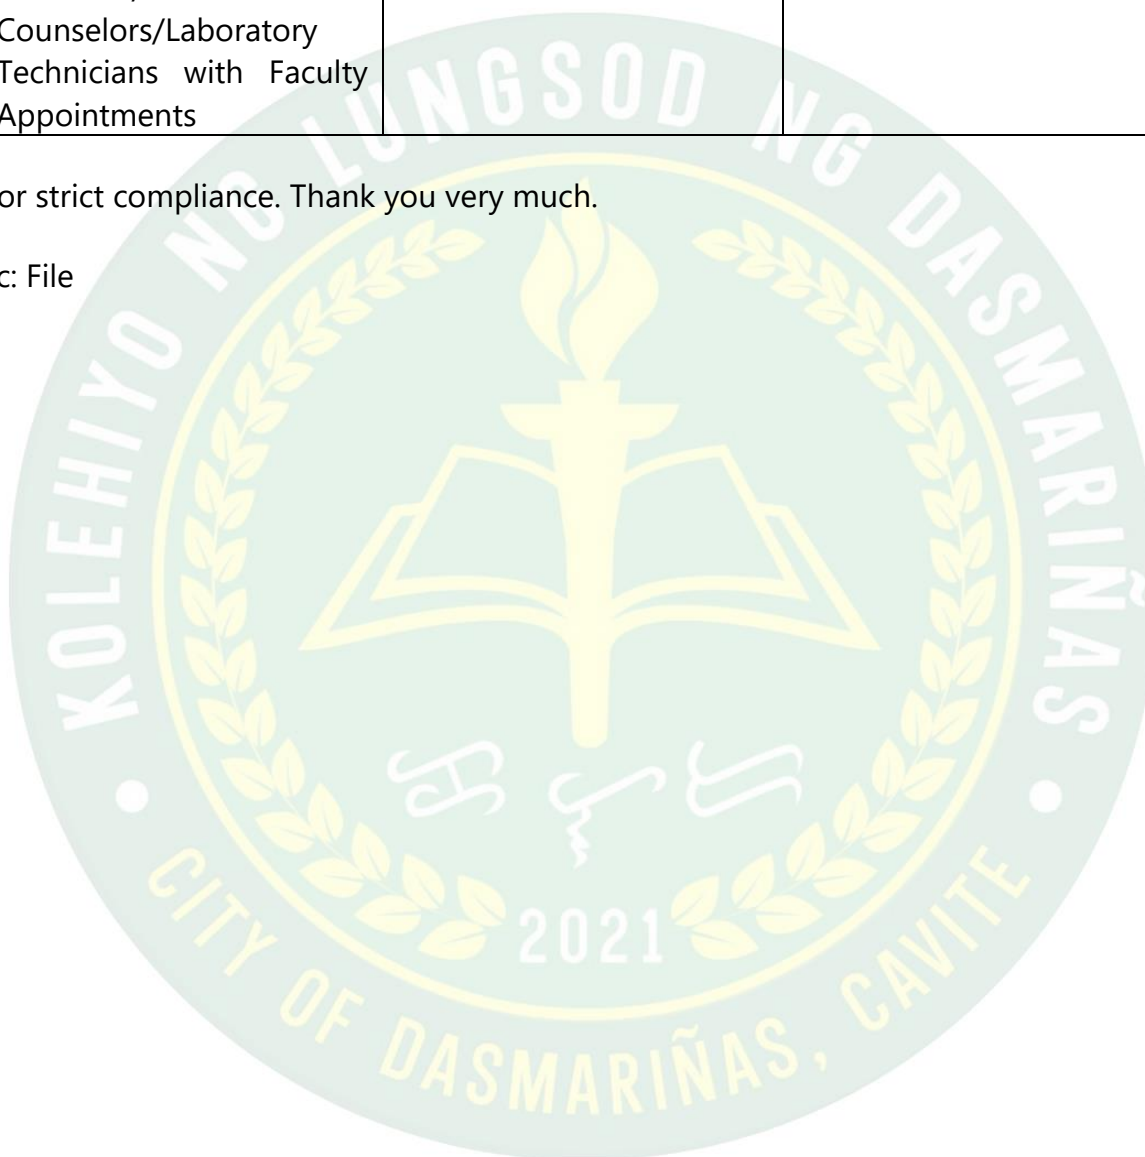 Counselors/Laboratory
Technicians with Faculty
Appointments
or strict compliance. Thank you very much.
c: File
KOLEHIYO NG LUNGSOD NG DASMARIÑAS
ᜃ ᜎ ᜇ
2021
CITY OF DASMARIÑAS, CAVITE